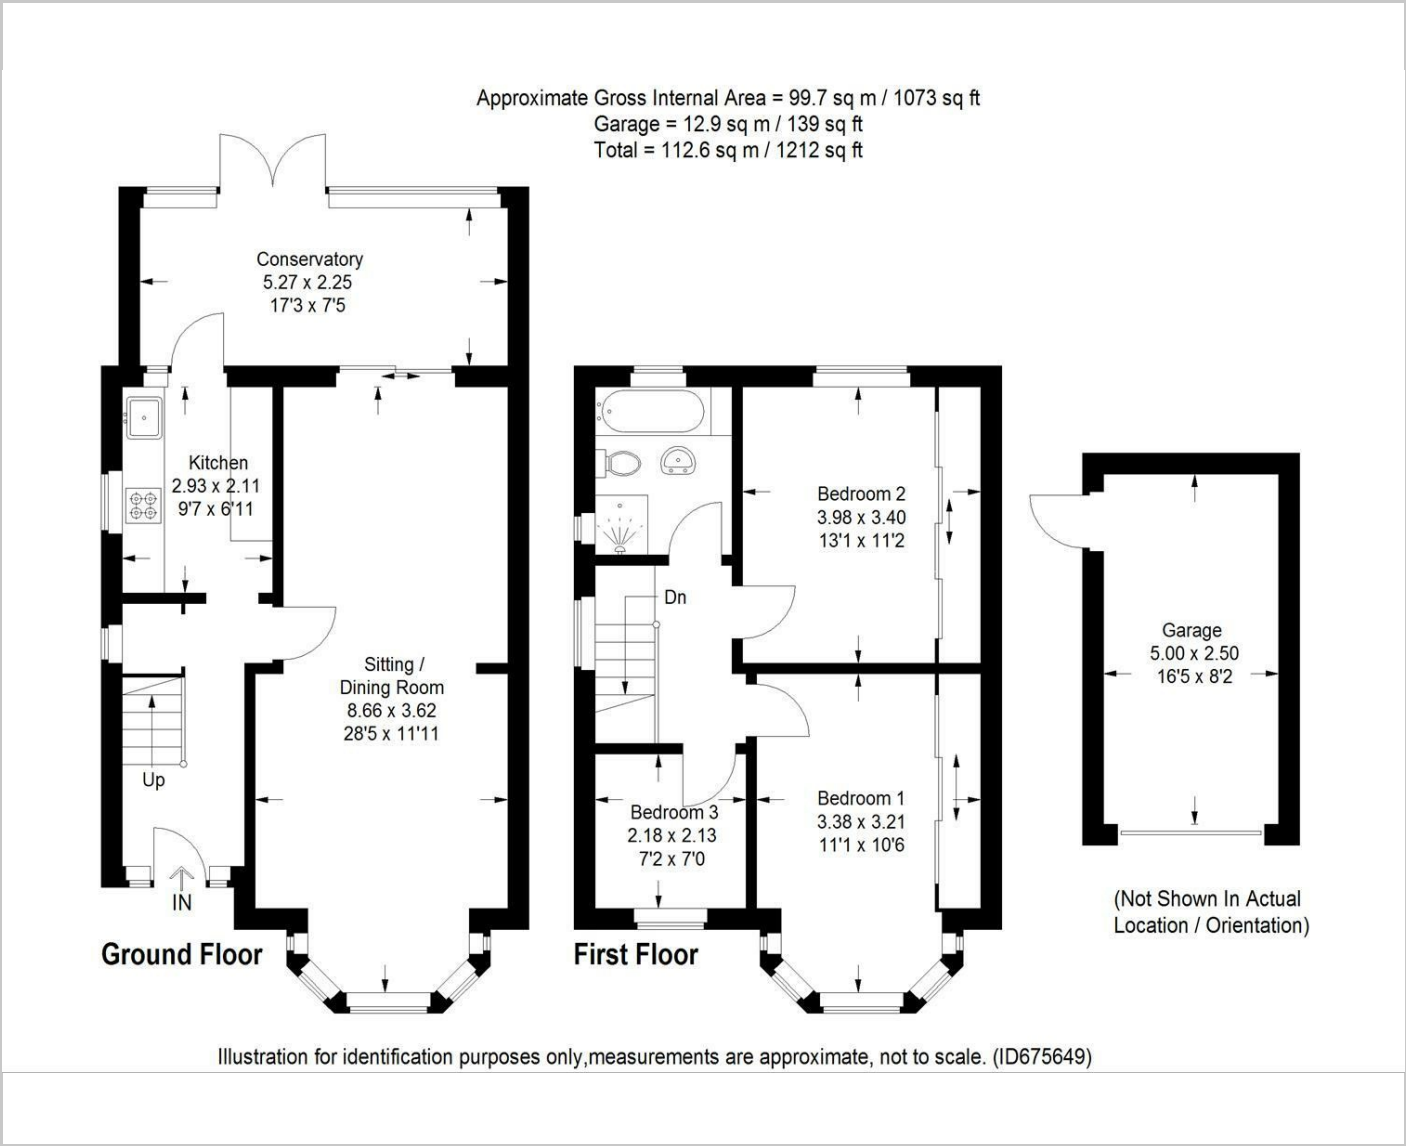 Approximate Gross Internal Area = 99.7 sq m / 1073 sq ft
Garage = 12.9 sq m / 139 sq ft
Total = 112.6 sq m / 1212 sq ft
Conservatory
5.27 x 2.25
17'3 x 7'5
Kitchen
2.93 x 2.11
9'7 x 6'11
Sitting /
Dining Room
8.66 x 3.62
28'5 x 11'11
Up
IN
Ground Floor
Bedroom 2
3.98 x 3.40
13'1 x 11'2
Dn
Bedroom 3
2.18 x 2.13
7'2 x 7'0
Bedroom 1
3.38 x 3.21
11'1 x 10'6
First Floor
Garage
5.00 x 2.50
16'5 x 8'2
(Not Shown In Actual
Location / Orientation)
Illustration for identification purposes only,measurements are approximate, not to scale. (ID675649)